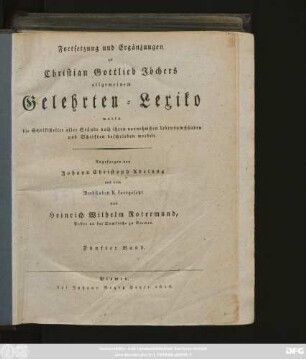 Fortsetzung und Ergänzungen
zu
Christian Gottlieb Jöchers
allgemeinem
Gelehrten-Lexiko
worin
die Schriftsteller aller Stände nach ihren vornehmsten Lebensumständen
und Schriften beschrieben werden.
Angefangen von
Johann Christoph Adelung
und vom
Buchstaben K fortgesetzt
von
Heinrich Wilhelm Rotermund,
Pastor an der Domkirche zu Bremen.
Fünfter Band.
Bremen,
bei Johann Georg Heyse